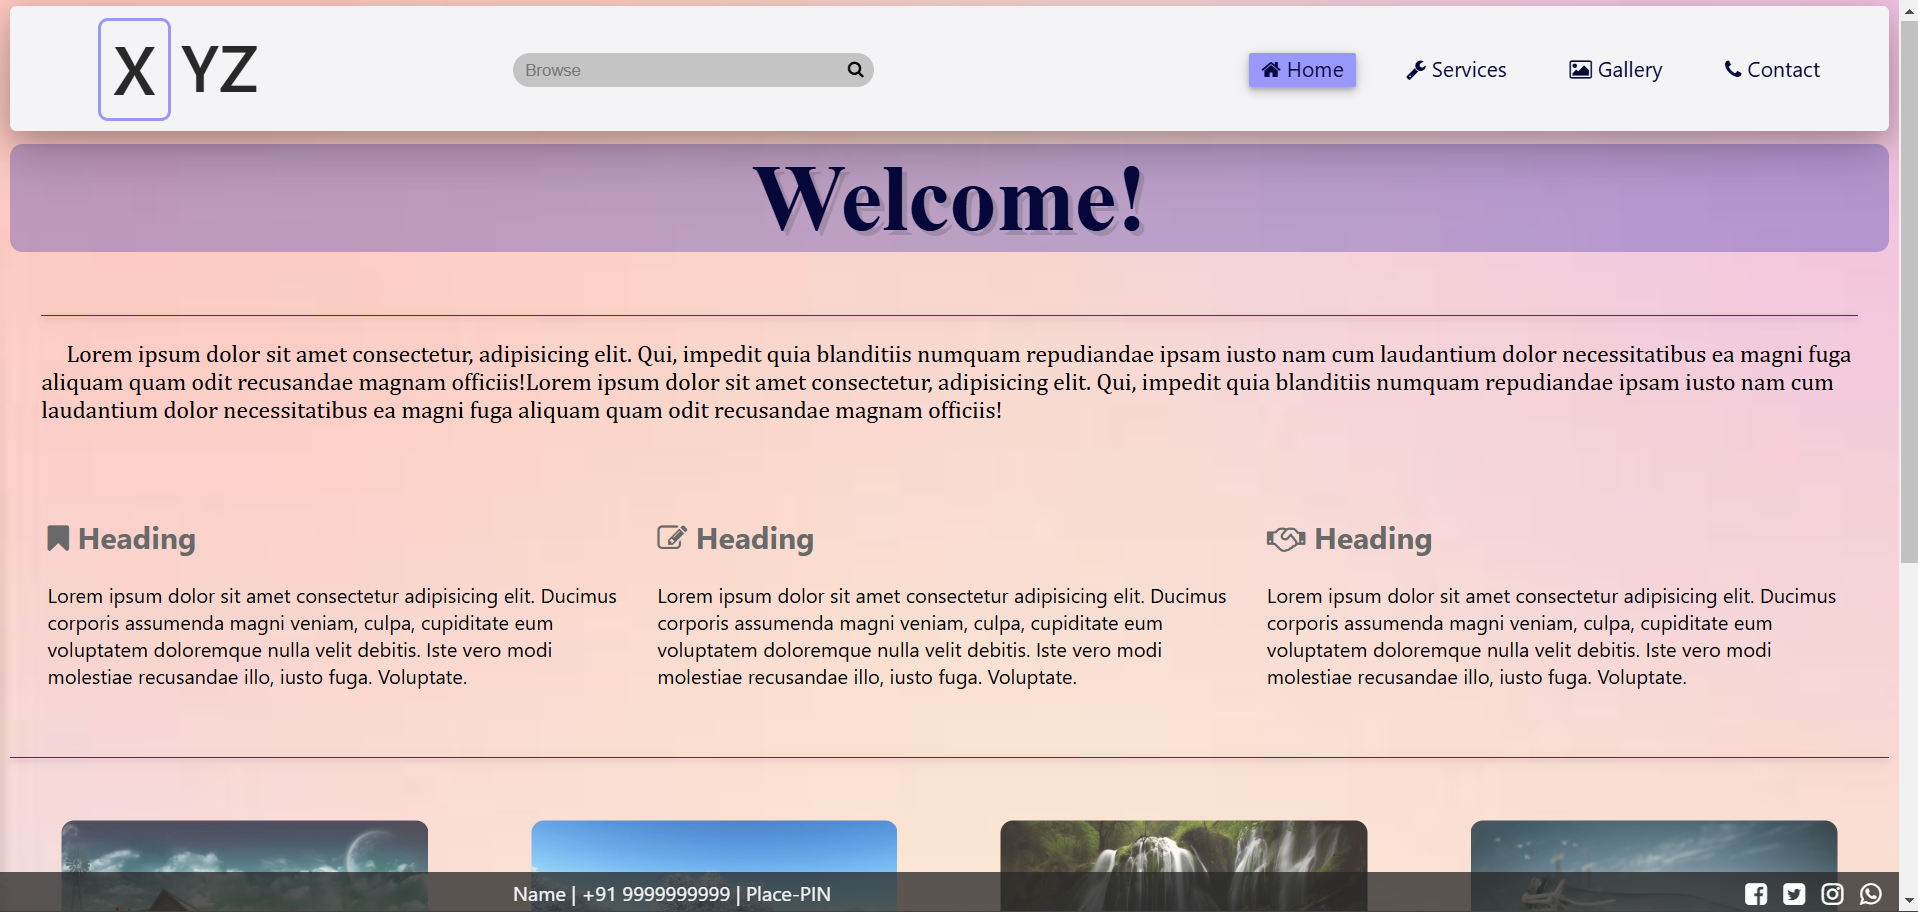 X YZ
Browse
Home
Services
Gallery
Contact
Welcome!
Lorem ipsum dolor sit amet consectetur, adipisicing elit. Qui, impedit quia blanditiis numquam repudiandae ipsam iusto nam cum laudantium dolor necessitatibus ea magni fuga
aliquam quam odit recusandae magnam officiis!Lorem ipsum dolor sit amet consectetur, adipisicing elit. Qui, impedit quia blanditiis numquam repudiandae ipsam iusto nam cum
laudantium dolor necessitatibus ea magni fuga aliquam quam odit recusandae magnam officiis!
Heading
Lorem ipsum dolor sit amet consectetur adipisicing elit. Ducimus
corporis assumenda magni veniam, culpa, cupiditate eum
voluptatem doloremque nulla velit debitis. Iste vero modi
molestiae recusandae illo, iusto fuga. Voluptate.
Heading
Lorem ipsum dolor sit amet consectetur adipisicing elit. Ducimus
corporis assumenda magni veniam, culpa, cupiditate eum
voluptatem doloremque nulla velit debitis. Iste vero modi
molestiae recusandae illo, iusto fuga. Voluptate.
Heading
Lorem ipsum dolor sit amet consectetur adipisicing elit. Ducimus
corporis assumenda magni veniam, culpa, cupiditate eum
voluptatem doloremque nulla velit debitis. Iste vero modi
molestiae recusandae illo, iusto fuga. Voluptate.
Name | +91 9999999999 | Place-PIN